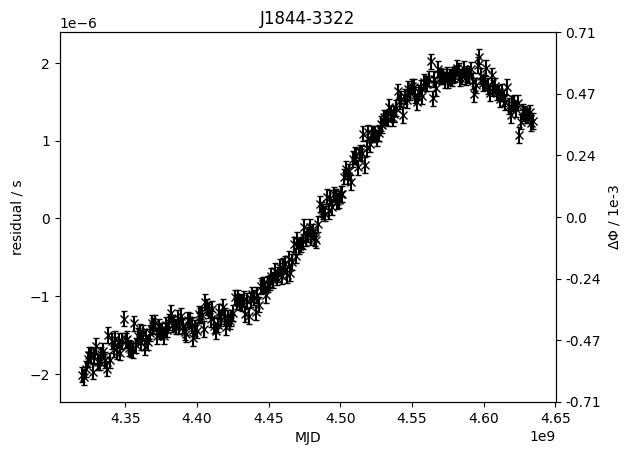 J1844-3322
1e−6
residual / s
2
1
0
−1
−2
0.71
0.47
0.24
0.0
-0.24
-0.47
-0.71
ΔΦ / 1e-3
4.35 4.40 4.45 4.50 4.55 4.60 4.65
1e9
MJD